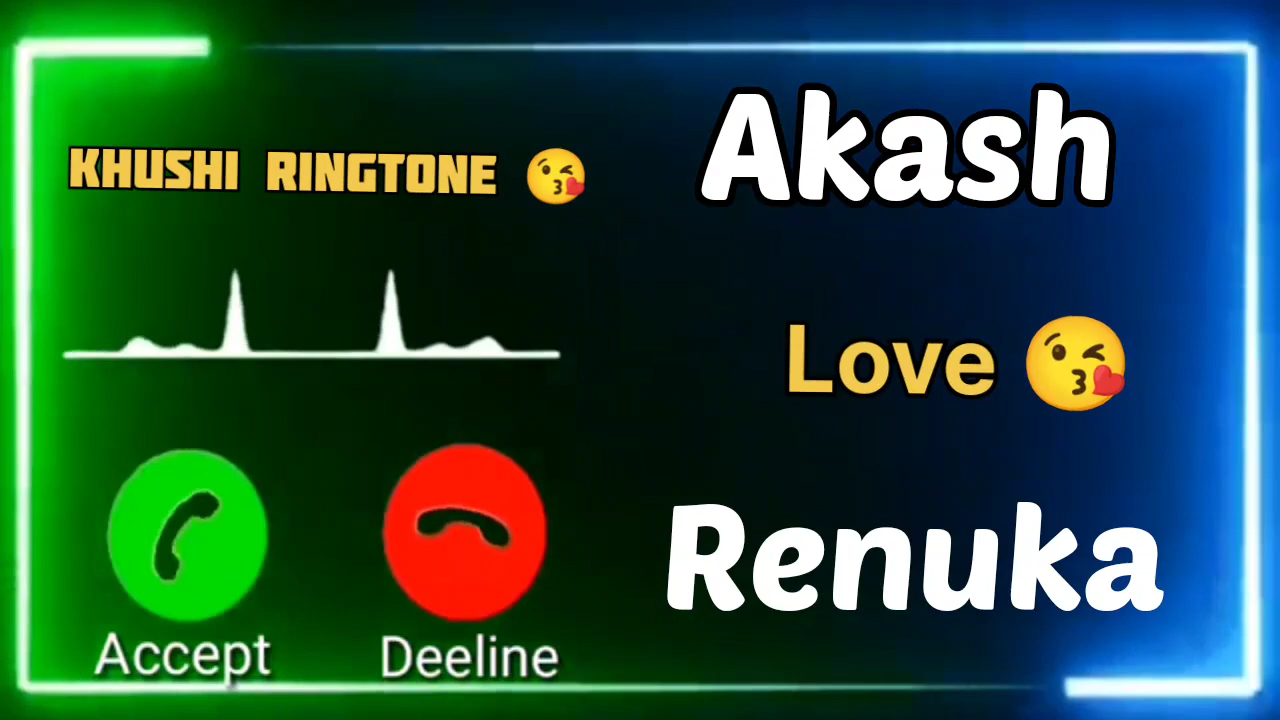 KHUSHI RINGTONE 😘
Accept
Deeline
Akash
Love 😘
Renuka